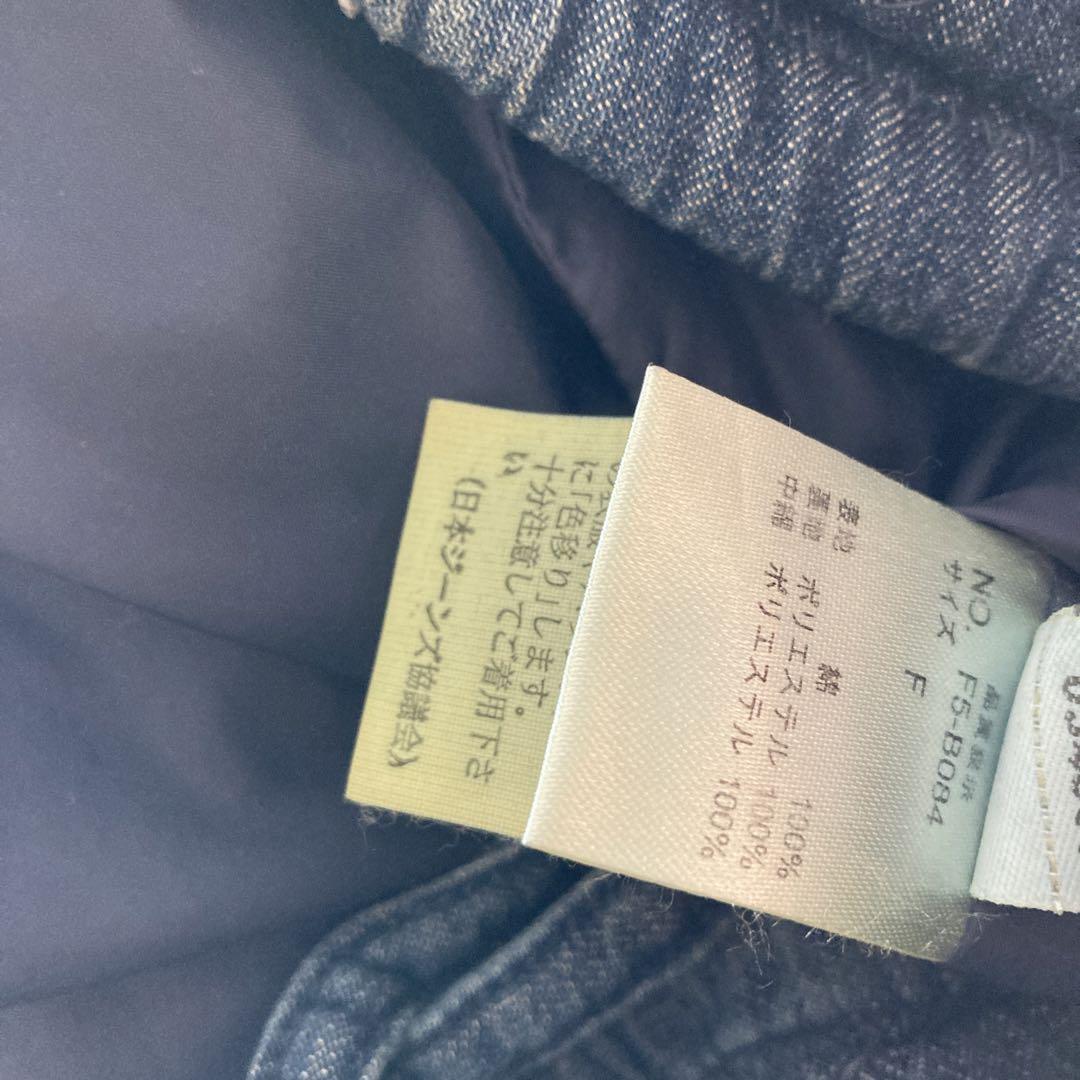 品質表示
NO. F5-B084
サイズ F
表地 綿 100%
裏地 ポリエステル 100%
中綿 ポリエステル 100%
に「色移り」します。
十分注意してご着用下さ
い
(日本ジーンズ協議会)